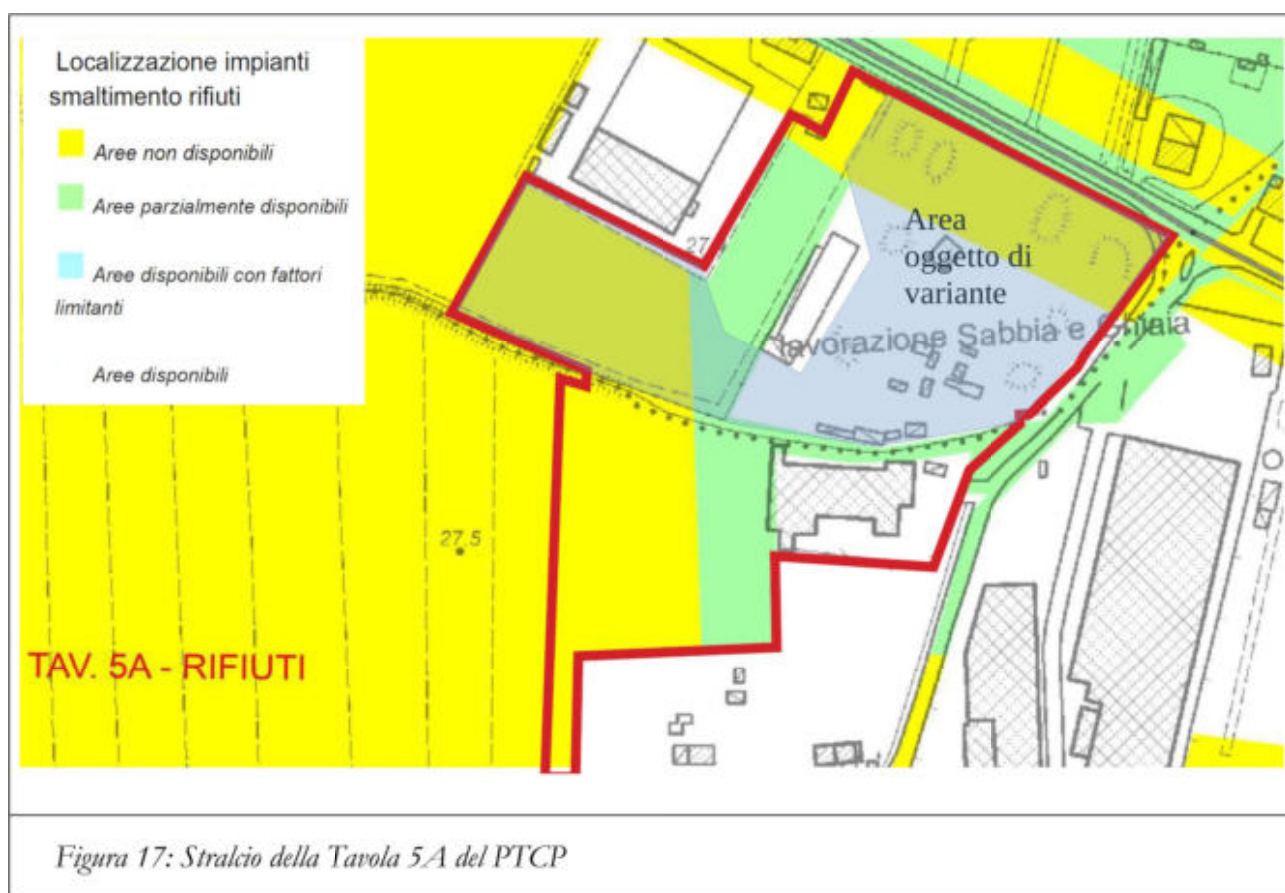 Localizzazione impianti
smaltimento rifiuti
Aree non disponibili
Aree parzialmente disponibili
Aree disponibili con fattori
limitanti
Aree disponibili
27
Area
oggetto di
variante
lavorazione Sabbia e Ghiaia
27.5
TAV. 5A - RIFIUTI
Figura 17: Stralcio della Tavola 5A del PTCP